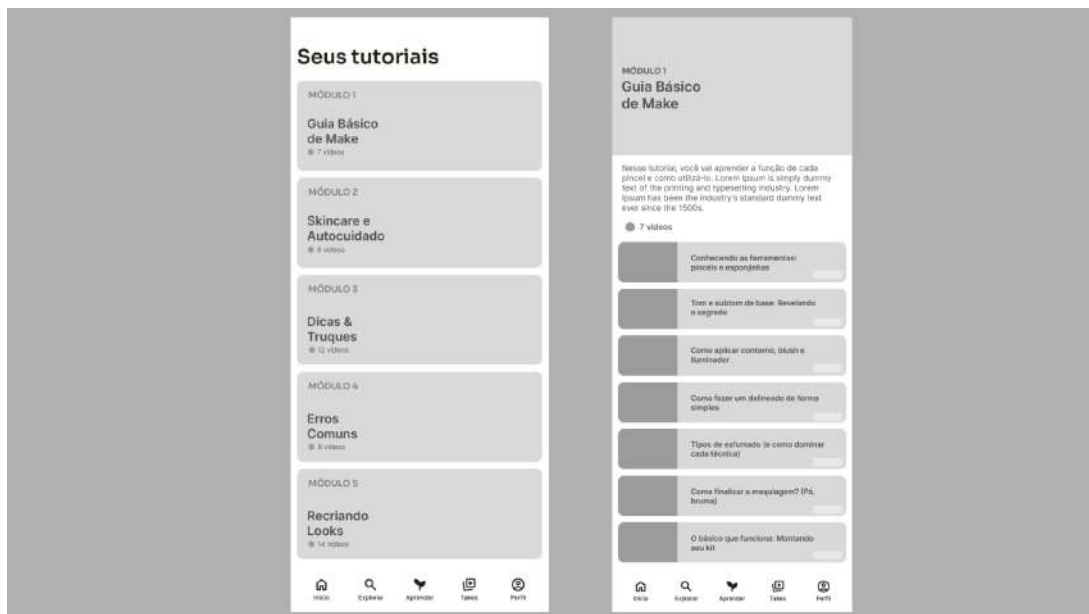 Seus tutoriais
MÓDULO 1
Guia Básico
de Make
7 vídeos
MÓDULO 2
Skincare e
Autocuidado
8 vídeos
MÓDULO 3
Dicas &
Truques
12 vídeos
MÓDULO 4
Erros
Comuns
8 vídeos
MÓDULO 5
Recriando
Looks
14 vídeos
Início
Explorar
Aprender
Takes
Perfil
MÓDULO 1
Guia Básico
de Make
Nesse tutorial, você vai aprender a função de cada
pincel e como utilizá-lo. Lorem Ipsum is simply dummy
text of the printing and typesetting industry. Lorem
Ipsum has been the industry's standard dummy text
ever since the 1500s.
7 vídeos
Conhecendo as ferramentas:
pincéis e esponjinhas
Tom e subtom de base: Revelando
o segredo
Como aplicar contorno, blush e
iluminador
Como fazer um delineado de forma
simples
Tipos de esfumado (e como dominar
cada técnica)
Como finalizar a maquiagem? (Pó,
bruma)
O básico que funciona: Montando
seu kit
Início
Explorar
Aprender
Takes
Perfil